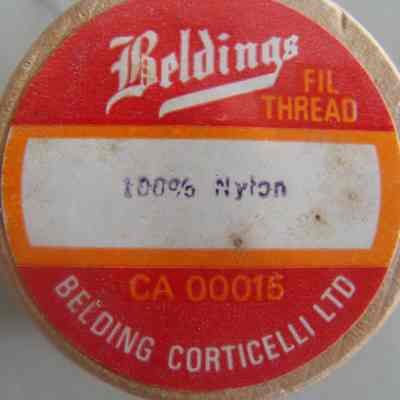 Beldings
FIL
THREAD
100% Nylon
CA 00015
BELDING CORTICELLI LTD